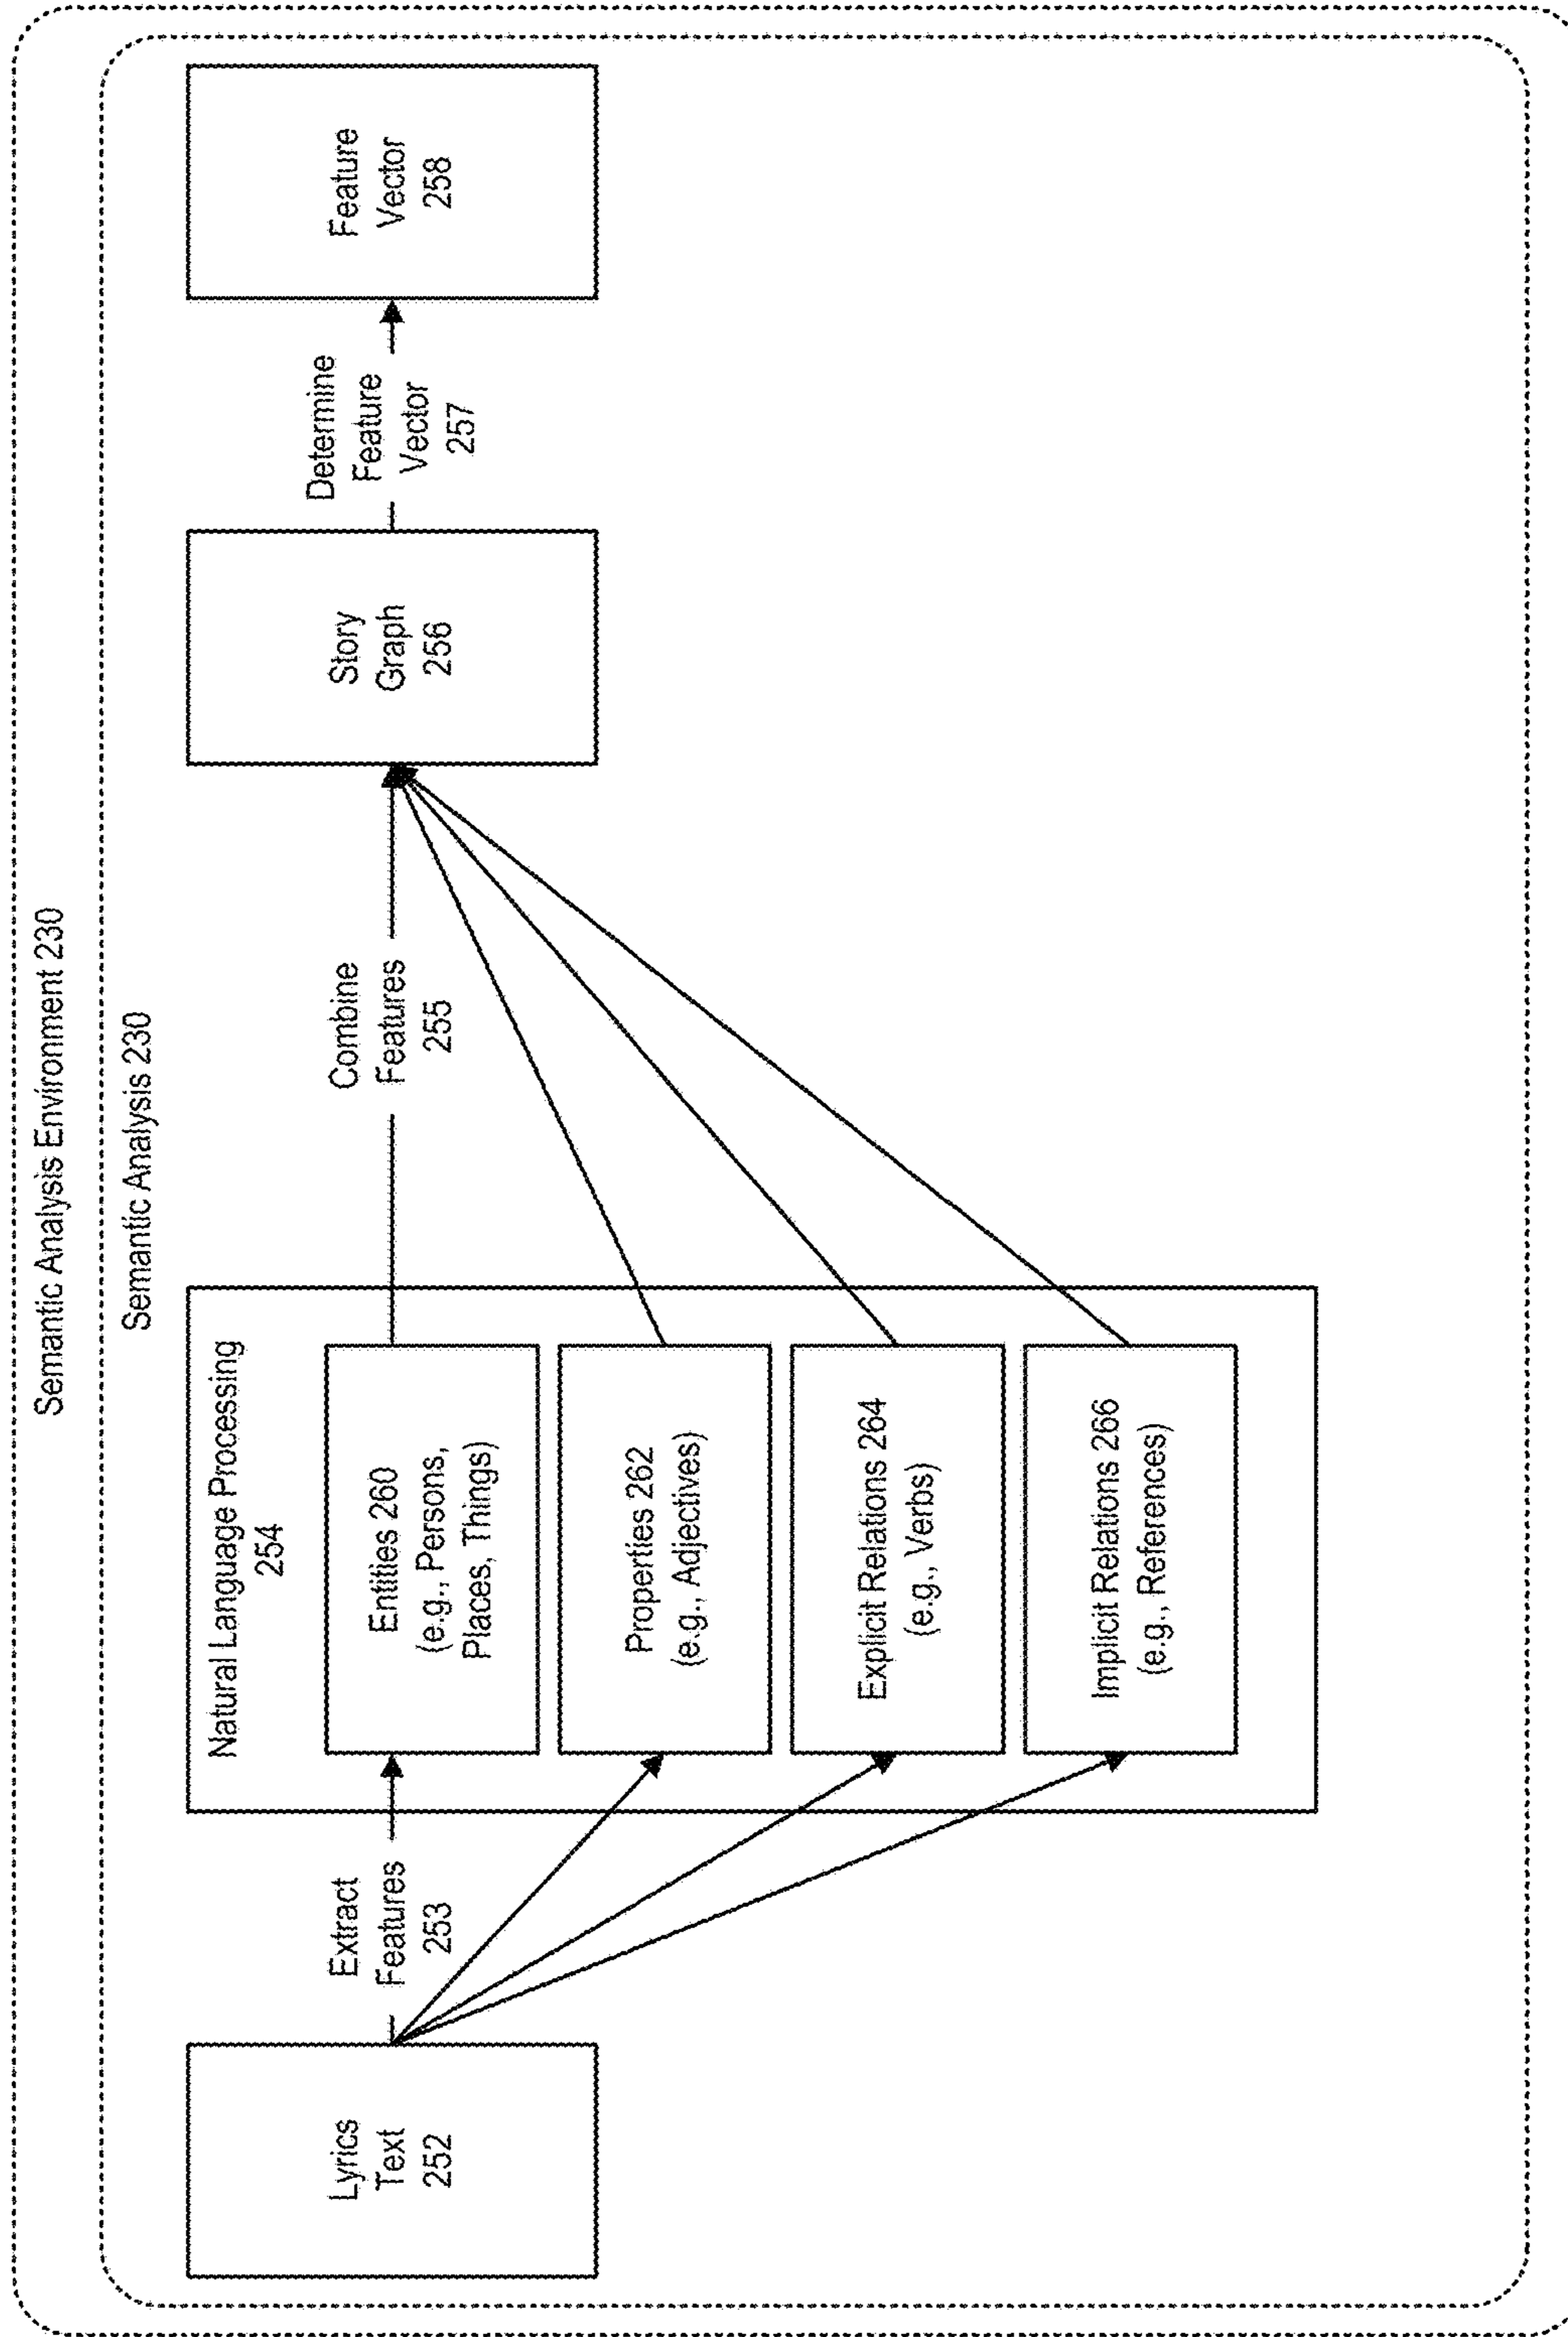 Semantic Analysis Environment 230
Semantic Analysis 230
Lyrics
Text
252
Extract
Features
253
Natural Language Processing
254
Entities 260
(e.g., Persons,
Places, Things)
Properties 262
(e.g., Adjectives)
Explicit Relations 264
(e.g., Verbs)
Implicit Relations 266
(e.g., References)
Combine
Features
255
Story
Graph
256
Determine
Feature
Vector
257
Feature
Vector
258